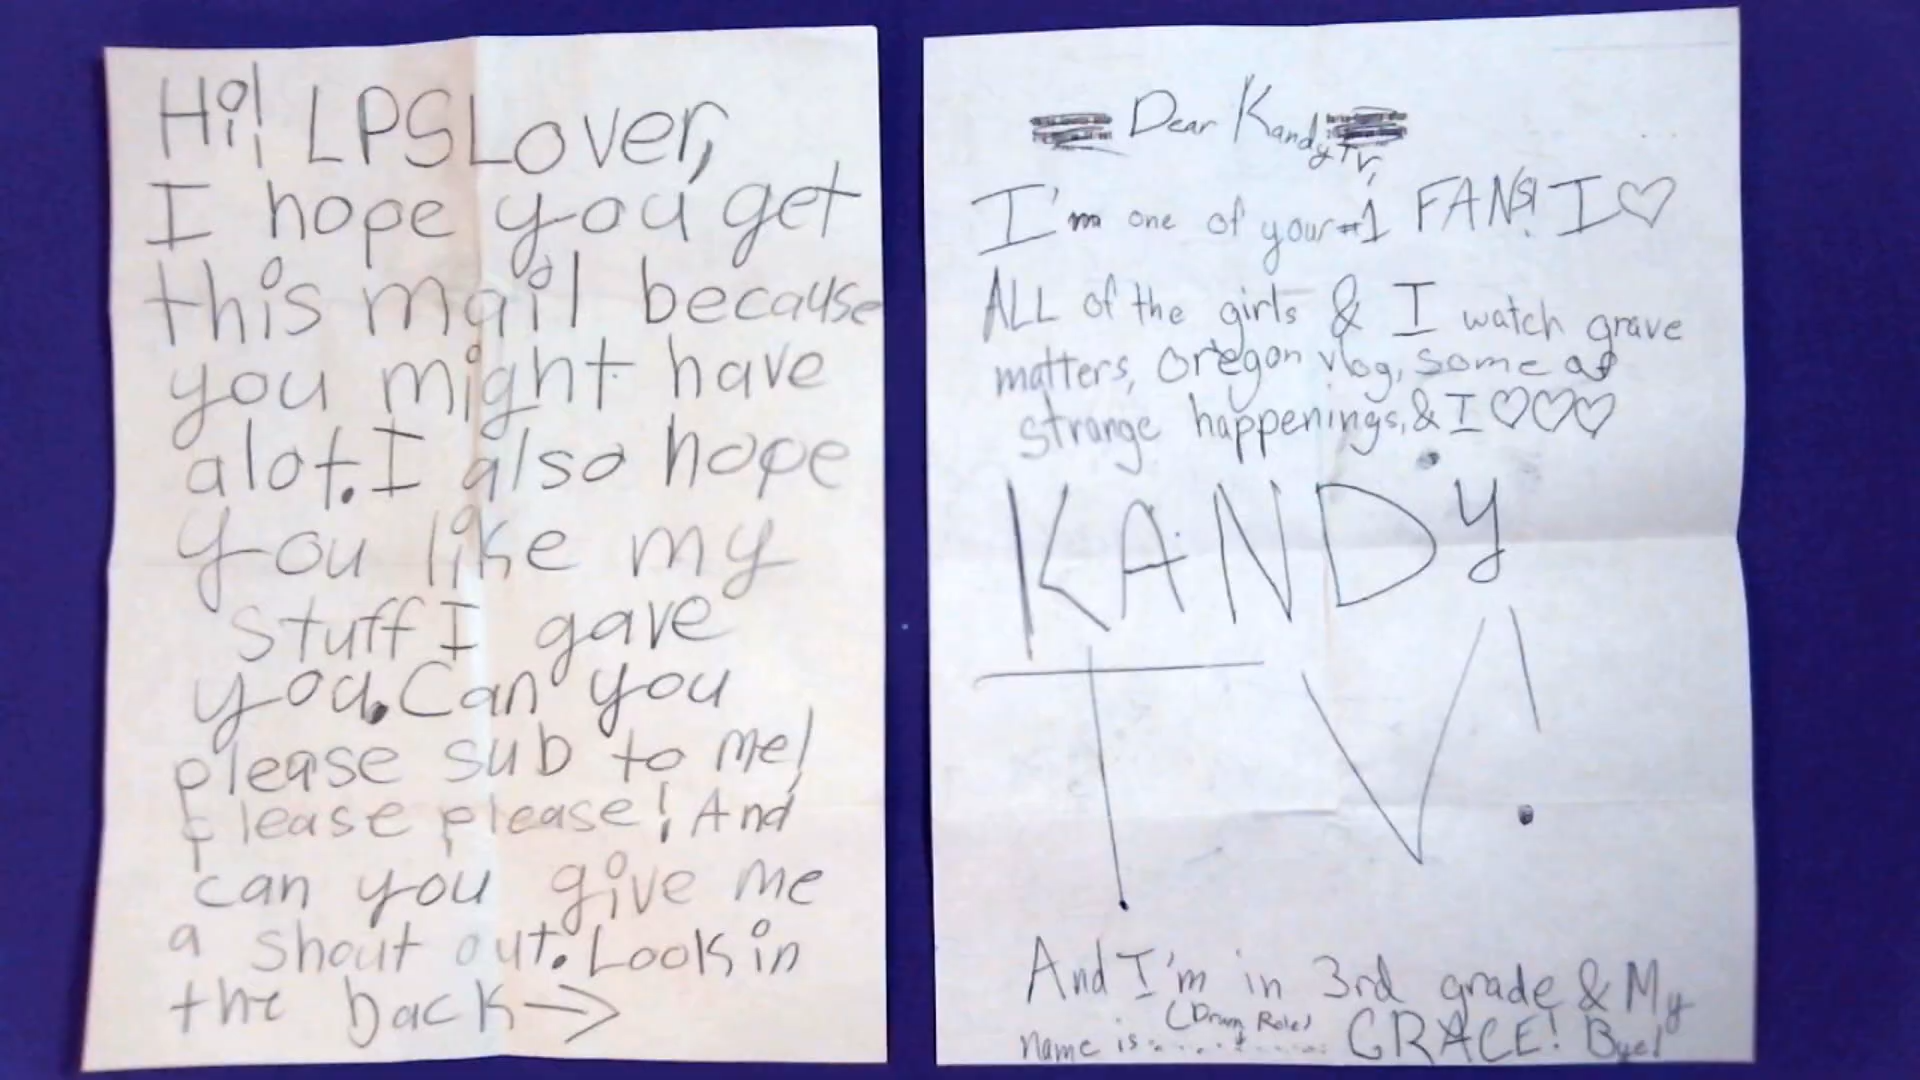 Hi! LPSLover,
I hope you get
this mail because
you might have
alot. I also hope
you like my
stuff I gave
you. Can you
please sub to me!
Please please! And
can you give me
a shout out. Look in
the back →
Dear Kandy TV,
I'm one of your #1 FANS! I ♡
ALL of the girls & I watch grave
matters, Oregon vlog, some of
strange happenings, & I ♡♡♡
KANDY
TV!
And I'm in 3rd grade & My
(Drum Role)
name is.......... GRACE! Bye!